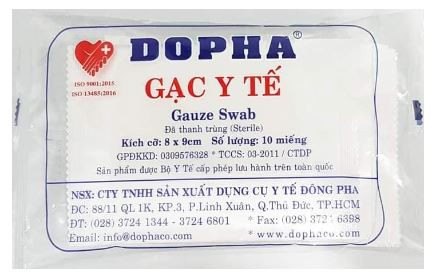 DOPHA®
ISO 9001:2015
ISO 13485:2016
GẠC Y TẾ
Gauze Swab
Đã thanh trùng (Sterile)
Kích cỡ: 8 x 9cm Số lượng: 10 miếng
GPĐKKD: 0309576328 * TCCS: 03-2011 / CTDP
Sản phẩm được Bộ Y Tế cấp phép lưu hành trên toàn quốc
NSX: CTY TNHH SẢN XUẤT DỤNG CỤ Y TẾ ĐÔNG PHA
ĐC: 88/11 QL 1K, KP.3, P.Linh Xuân, Q.Thủ Đức, TP.HCM
ĐT: (028) 3724 1344 - 3724 6801 * Fax: (028) 3724 6398
Email: info@dophaco.com * www.dophaco.com